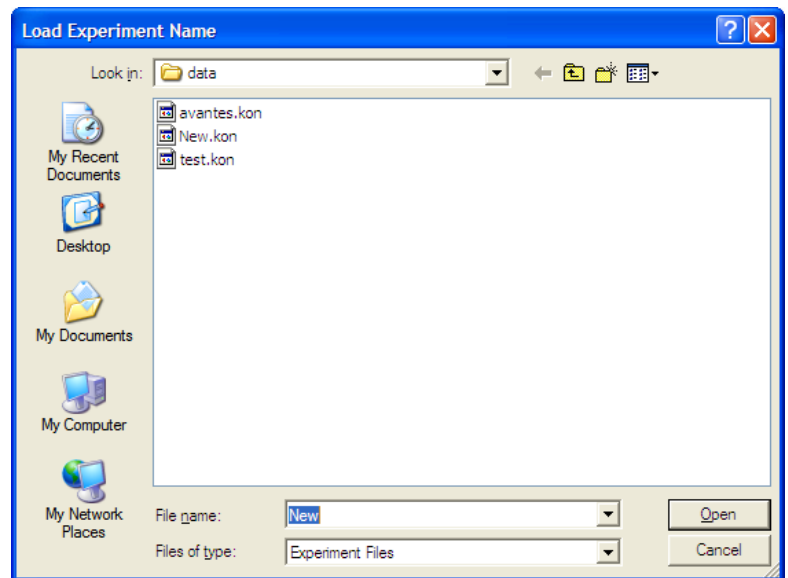 Load Experiment Name
Look in:
data
avantes.kon
New.kon
test.kon
My Recent
Documents
Desktop
My Documents
My Computer
My Network
Places
File name:
New
Open
Files of type:
Experiment Files
Cancel